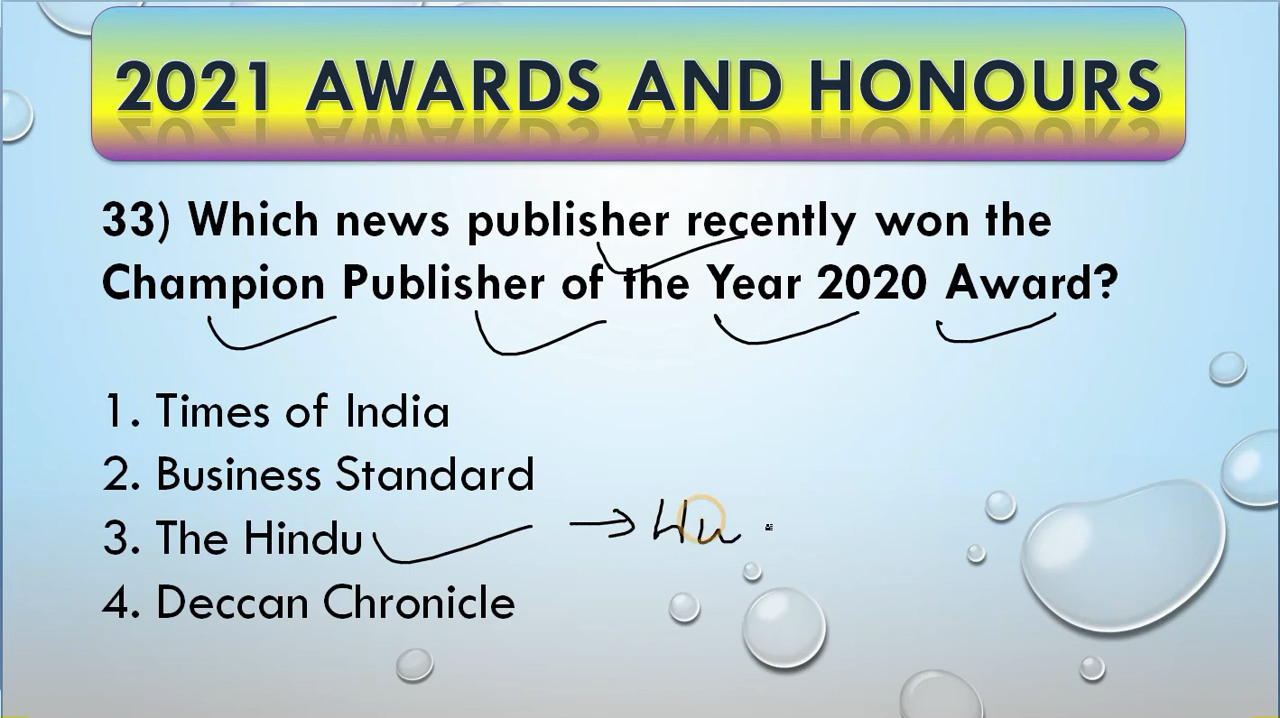 2021 AWARDS AND HONOURS
33) Which news publisher recently won the
Champion Publisher of the Year 2020 Award?
1. Times of India
2. Business Standard
3. The Hindu → Hu
4. Deccan Chronicle